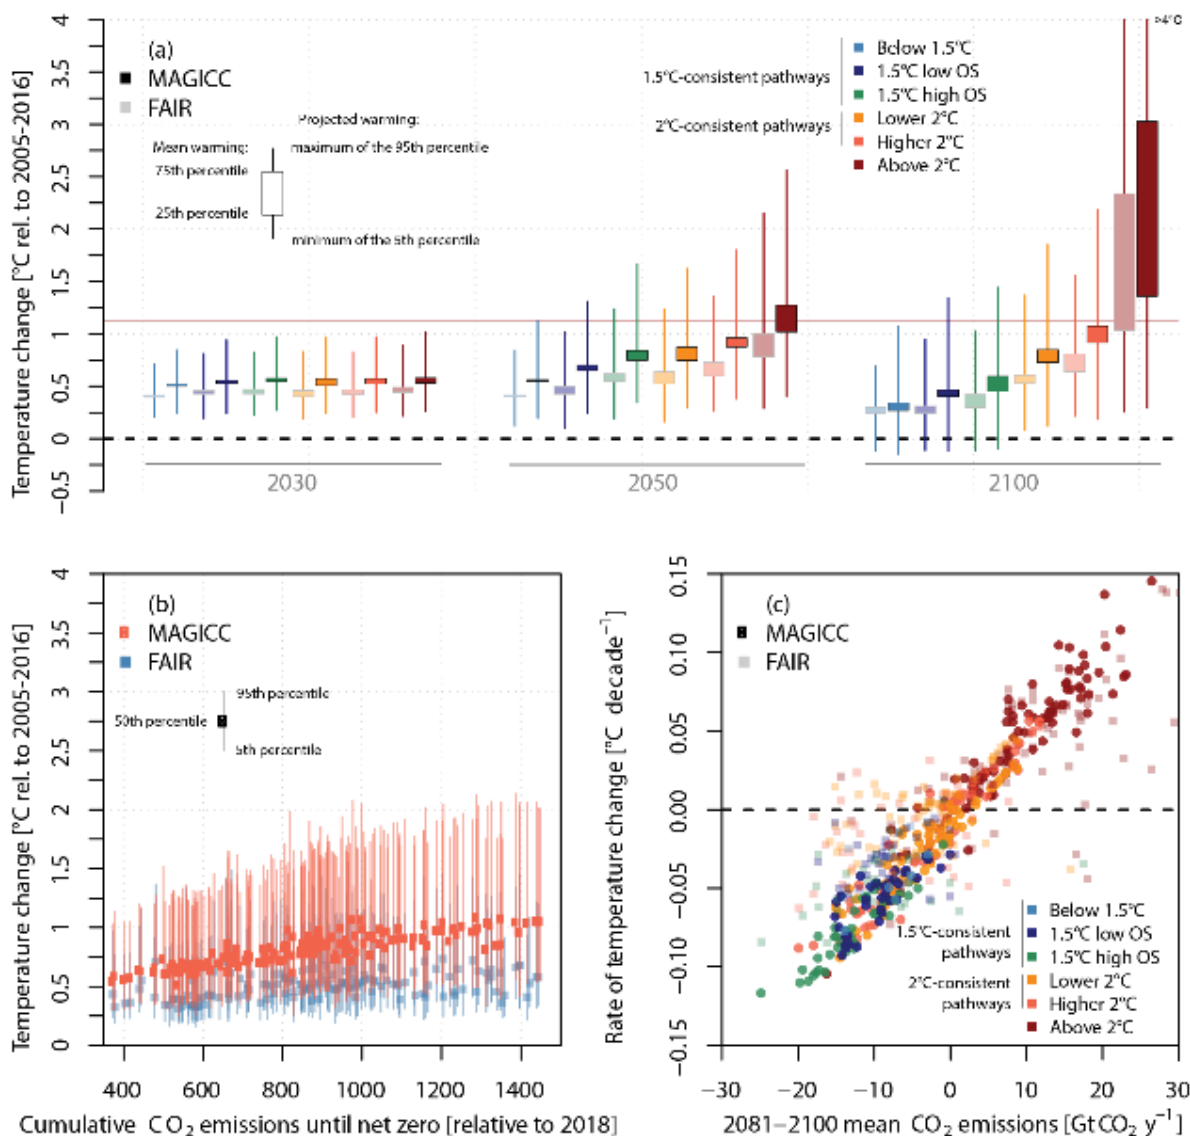 (a)
MAGICC
FAIR
Projected warming:
Mean warming:
maximum of the 95th percentile
75th percentile
25th percentile
minimum of the 5th percentile
1.5°C-consistent pathways
2°C-consistent pathways
Below 1.5°C
1.5°C low OS
1.5°C high OS
Lower 2°C
Higher 2°C
Above 2°C
>4°C
Temperature change [°C rel. to 2005-2016]
4
3.5
3
2.5
2
1.5
1
0.5
0
−0.5
2030
2050
2100
(b)
MAGICC
FAIR
95th percentile
50th percentile
5th percentile
Temperature change [°C rel. to 2005-2016]
4
3.5
3
2.5
2
1.5
1
0.5
0
400
600
800
1000
1200
1400
Cumulative CO₂ emissions until net zero [relative to 2018]
(c)
MAGICC
FAIR
Rate of temperature change [°C decade⁻¹]
0.15
0.10
0.05
0.00
−0.05
−0.10
−0.15
1.5°C-consistent
pathways
2°C-consistent
pathways
Below 1.5°C
1.5°C low OS
1.5°C high OS
Lower 2°C
Higher 2°C
Above 2°C
−30
−20
−10
0
10
20
30
2081−2100 mean CO₂ emissions [Gt CO₂ y⁻¹]